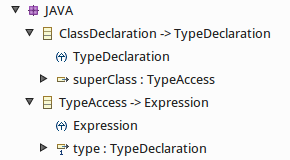 JAVA
ClassDeclaration -> TypeDeclaration
TypeDeclaration
superClass : TypeAccess
TypeAccess -> Expression
Expression
type : TypeDeclaration